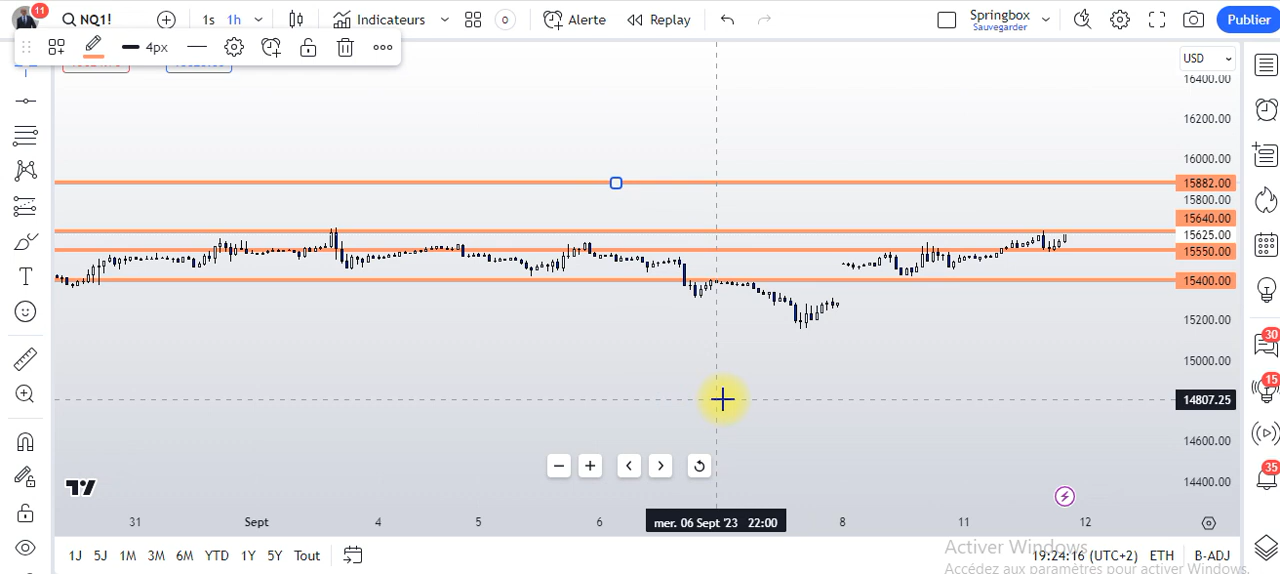 11 NQ1! 1s 1h Indicateurs 0 Alerte Replay Springbox Sauvegarder Publier
4px
USD
16400.00
16200.00
16000.00
15882.00
15800.00
15640.00
15625.00
15550.00
15400.00
15200.00
15000.00
14807.25
14600.00
14400.00
30
15
35
31 Sept 4 5 6 mer. 06 Sept '23 22:00 8 11 12
Activer Windows
1J 5J 1M 3M 6M YTD 1Y 5Y Tout 19:24:16 (UTC+2) ETH B-ADJ
Accédez aux paramètres pour activer Windows.